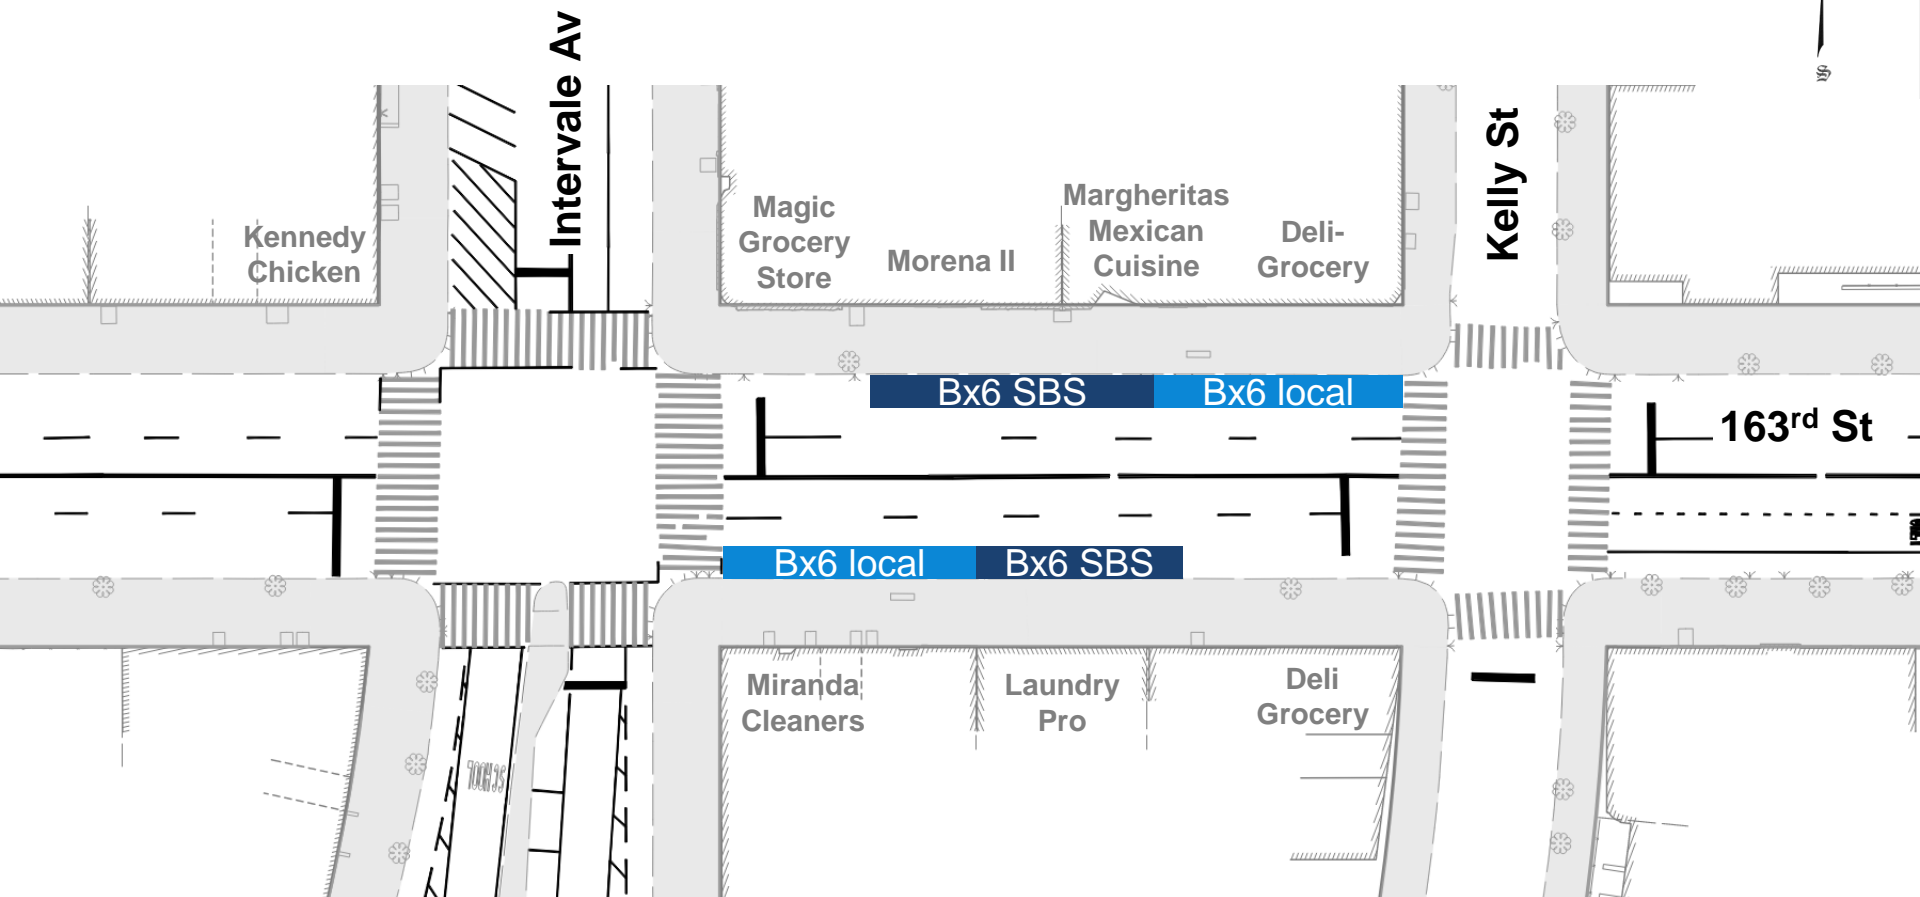 Intervale Av
Kelly St
S
Kennedy
Chicken
Magic
Grocery
Store
Morena II
Margheritas
Mexican
Cuisine
Deli-
Grocery
Bx6 SBS
Bx6 local
163rd St
Bx6 local
Bx6 SBS
Miranda
Cleaners
Laundry
Pro
Deli
Grocery
SCHOOL